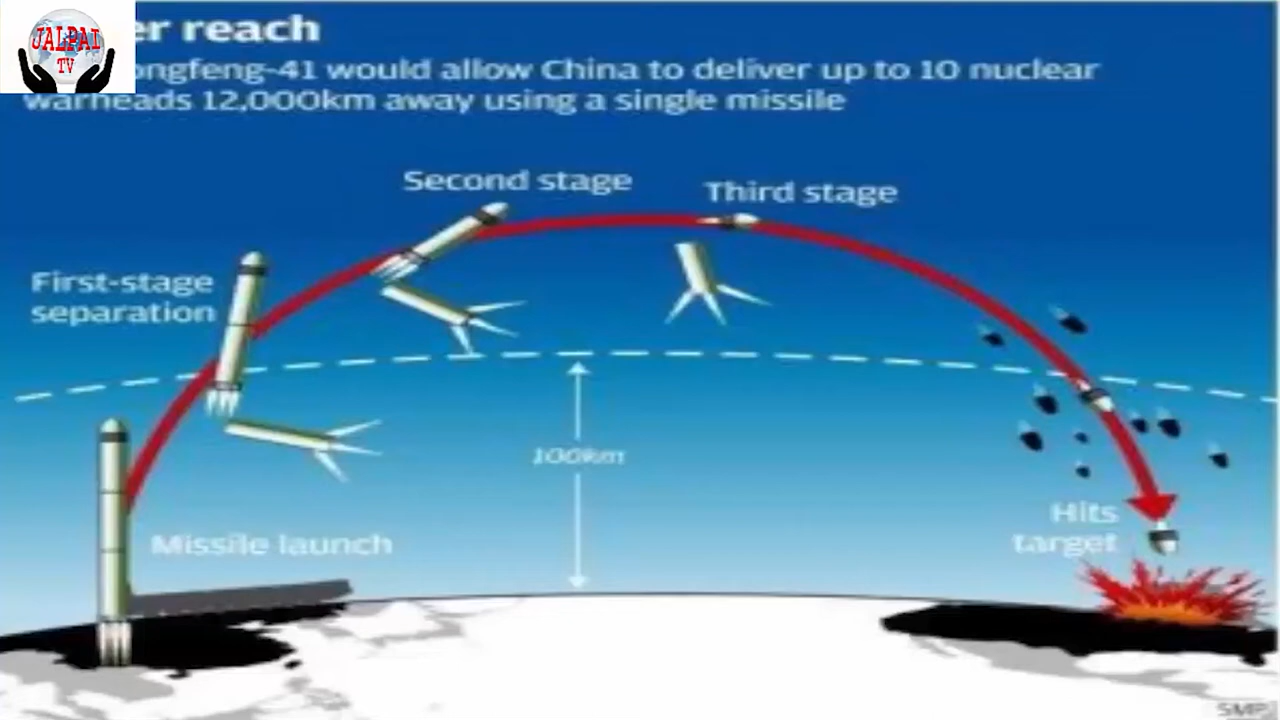 JALPAI
TV
er reach
ongfeng-41 would allow China to deliver up to 10 nuclear
warheads 12,000km away using a single missile
Second stage
Third stage
First-stage
separation
100km
Hits
target
Missile launch
SMP